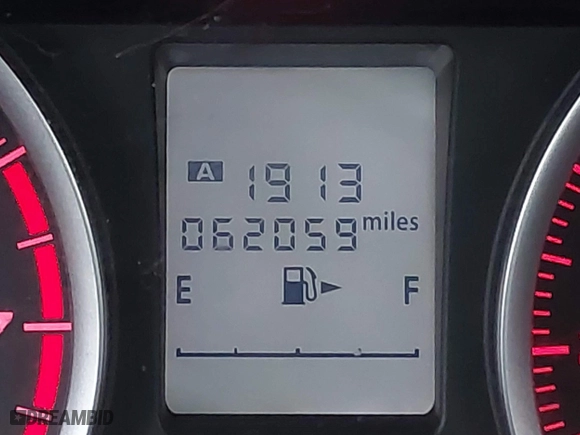 A 1913
062059 miles
E F
DREAMBID